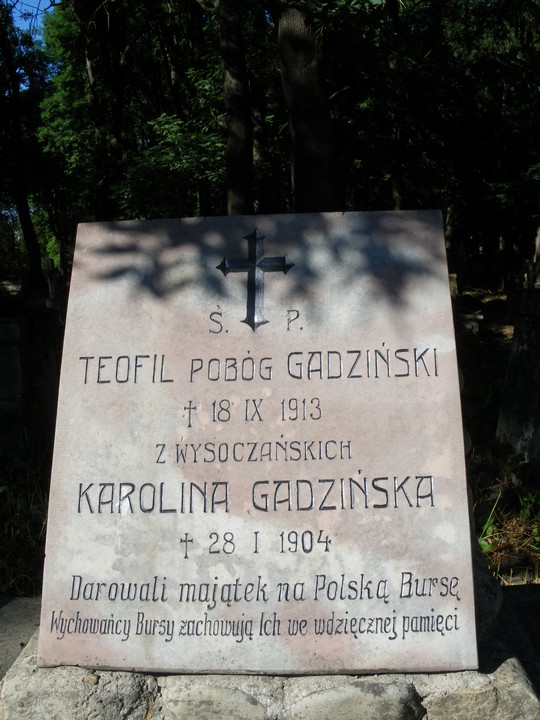 Ś. P.
TEOFIL POBÓG GADZIŃSKI
† 18 IX 1913
Z WYSOCZAŃSKICH
KAROLINA GADZIŃSKA
† 28 I 1904
Darowali majątek na Polską Bursę
Wychowańcy Bursy zachowują Ich we wdzięcznej pamięci